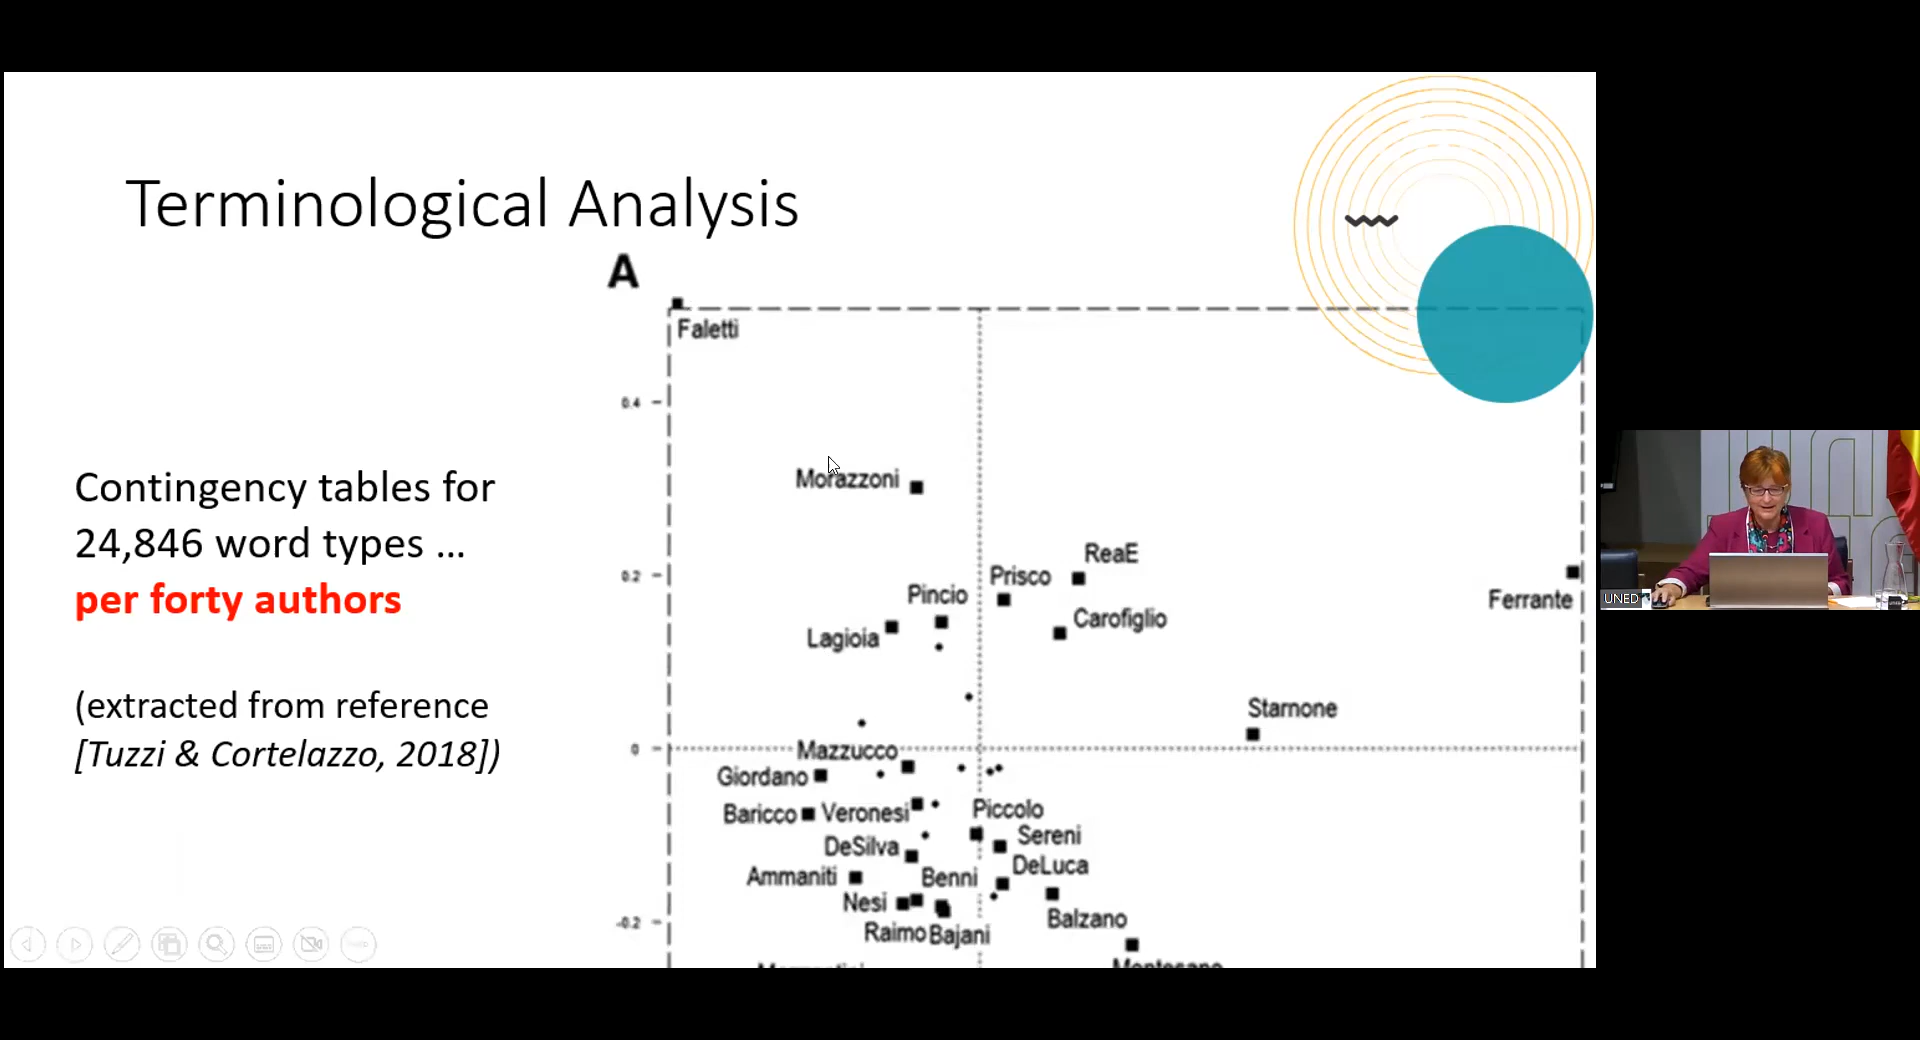 Terminological Analysis
A
Faletti
0.4
Morazzoni
ReaE
0.2
Prisco
Pincio
Ferrante
Carofiglio
Lagioia
Contingency tables for
24,846 word types ...
per forty authors
(extracted from reference
[Tuzzi & Cortelazzo, 2018])
Starnone
0
Mazzucco
Giordano
Baricco
Veronesi
Piccolo
Sereni
DeSilva
DeLuca
Ammaniti
Benni
Nesi
Balzano
-0.2
Raimo
Bajani
Montesano
UNED